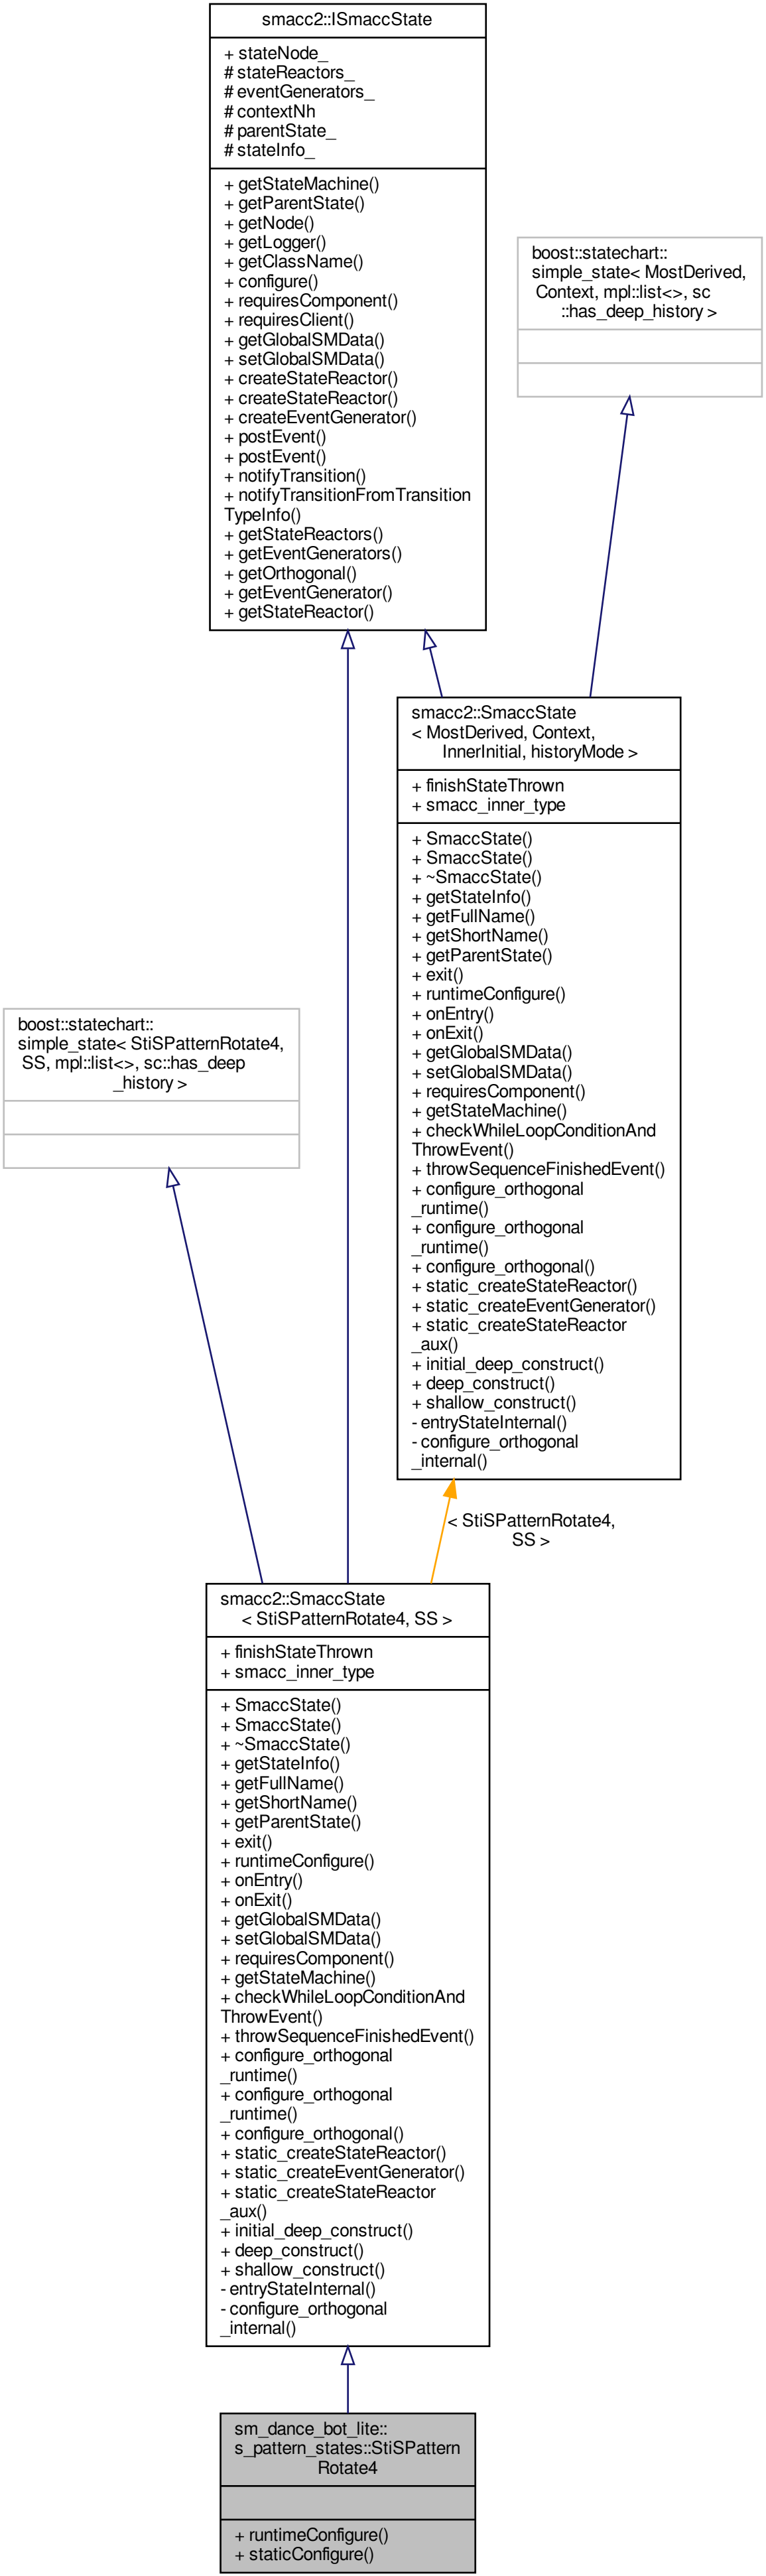 smacc2::ISmaccState
+ stateNode_
# stateReactors_
# eventGenerators_
# contextNh
# parentState_
# stateInfo_
+ getStateMachine()
+ getParentState()
+ getNode()
+ getLogger()
+ getClassName()
+ configure()
+ requiresComponent()
+ requiresClient()
+ getGlobalSMData()
+ setGlobalSMData()
+ createStateReactor()
+ createStateReactor()
+ createEventGenerator()
+ postEvent()
+ postEvent()
+ notifyTransition()
+ notifyTransitionFromTransition
TypeInfo()
+ getStateReactors()
+ getEventGenerators()
+ getOrthogonal()
+ getEventGenerator()
+ getStateReactor()
boost::statechart::
simple_state< MostDerived,
Context, mpl::list<>, sc
::has_deep_history >
smacc2::SmaccState
< MostDerived, Context,
InnerInitial, historyMode >
+ finishStateThrown
+ smacc_inner_type
+ SmaccState()
+ SmaccState()
+ ~SmaccState()
+ getStateInfo()
+ getFullName()
+ getShortName()
+ getParentState()
+ exit()
+ runtimeConfigure()
+ onEntry()
+ onExit()
+ getGlobalSMData()
+ setGlobalSMData()
+ requiresComponent()
+ getStateMachine()
+ checkWhileLoopConditionAnd
ThrowEvent()
+ throwSequenceFinishedEvent()
+ configure_orthogonal
_runtime()
+ configure_orthogonal
_runtime()
+ configure_orthogonal()
+ static_createStateReactor()
+ static_createEventGenerator()
+ static_createStateReactor
_aux()
+ initial_deep_construct()
+ deep_construct()
+ shallow_construct()
- entryStateInternal()
- configure_orthogonal
_internal()
boost::statechart::
simple_state< StiSPatternRotate4,
SS, mpl::list<>, sc::has_deep
_history >
< StiSPatternRotate4,
SS >
smacc2::SmaccState
< StiSPatternRotate4, SS >
+ finishStateThrown
+ smacc_inner_type
+ SmaccState()
+ SmaccState()
+ ~SmaccState()
+ getStateInfo()
+ getFullName()
+ getShortName()
+ getParentState()
+ exit()
+ runtimeConfigure()
+ onEntry()
+ onExit()
+ getGlobalSMData()
+ setGlobalSMData()
+ requiresComponent()
+ getStateMachine()
+ checkWhileLoopConditionAnd
ThrowEvent()
+ throwSequenceFinishedEvent()
+ configure_orthogonal
_runtime()
+ configure_orthogonal
_runtime()
+ configure_orthogonal()
+ static_createStateReactor()
+ static_createEventGenerator()
+ static_createStateReactor
_aux()
+ initial_deep_construct()
+ deep_construct()
+ shallow_construct()
- entryStateInternal()
- configure_orthogonal
_internal()
sm_dance_bot_lite::
s_pattern_states::StiSPattern
Rotate4
+ runtimeConfigure()
+ staticConfigure()